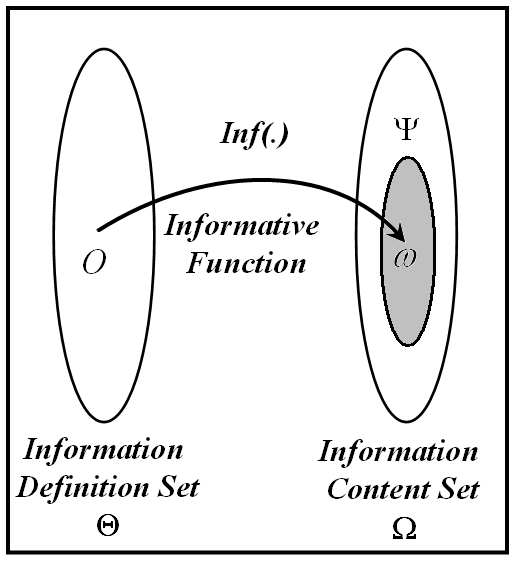 Ψ
Inf(.)
Informative
Function
O
ω
Information
Definition Set
Θ
Information
Content Set
Ω